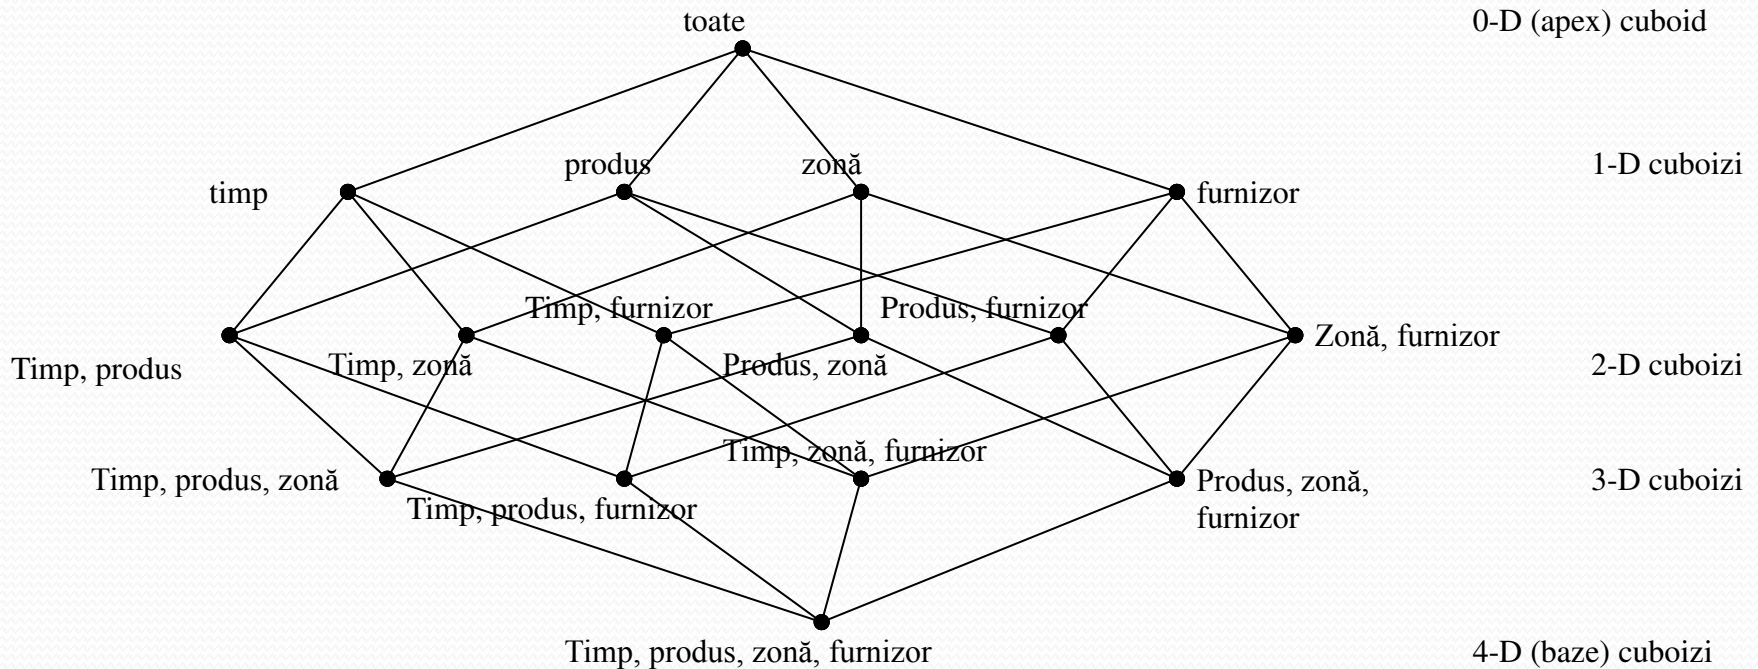 toate
0-D (apex) cuboid
produs
zonă
1-D cuboizi
timp
furnizor
Timp, furnizor
Produs, furnizor
Zonă, furnizor
Timp, produs
Timp, zonă
Produs, zonă
2-D cuboizi
Timp, zonă, furnizor
Timp, produs, zonă
Produs, zonă,
furnizor
3-D cuboizi
Timp, produs, furnizor
Timp, produs, zonă, furnizor
4-D (baze) cuboizi